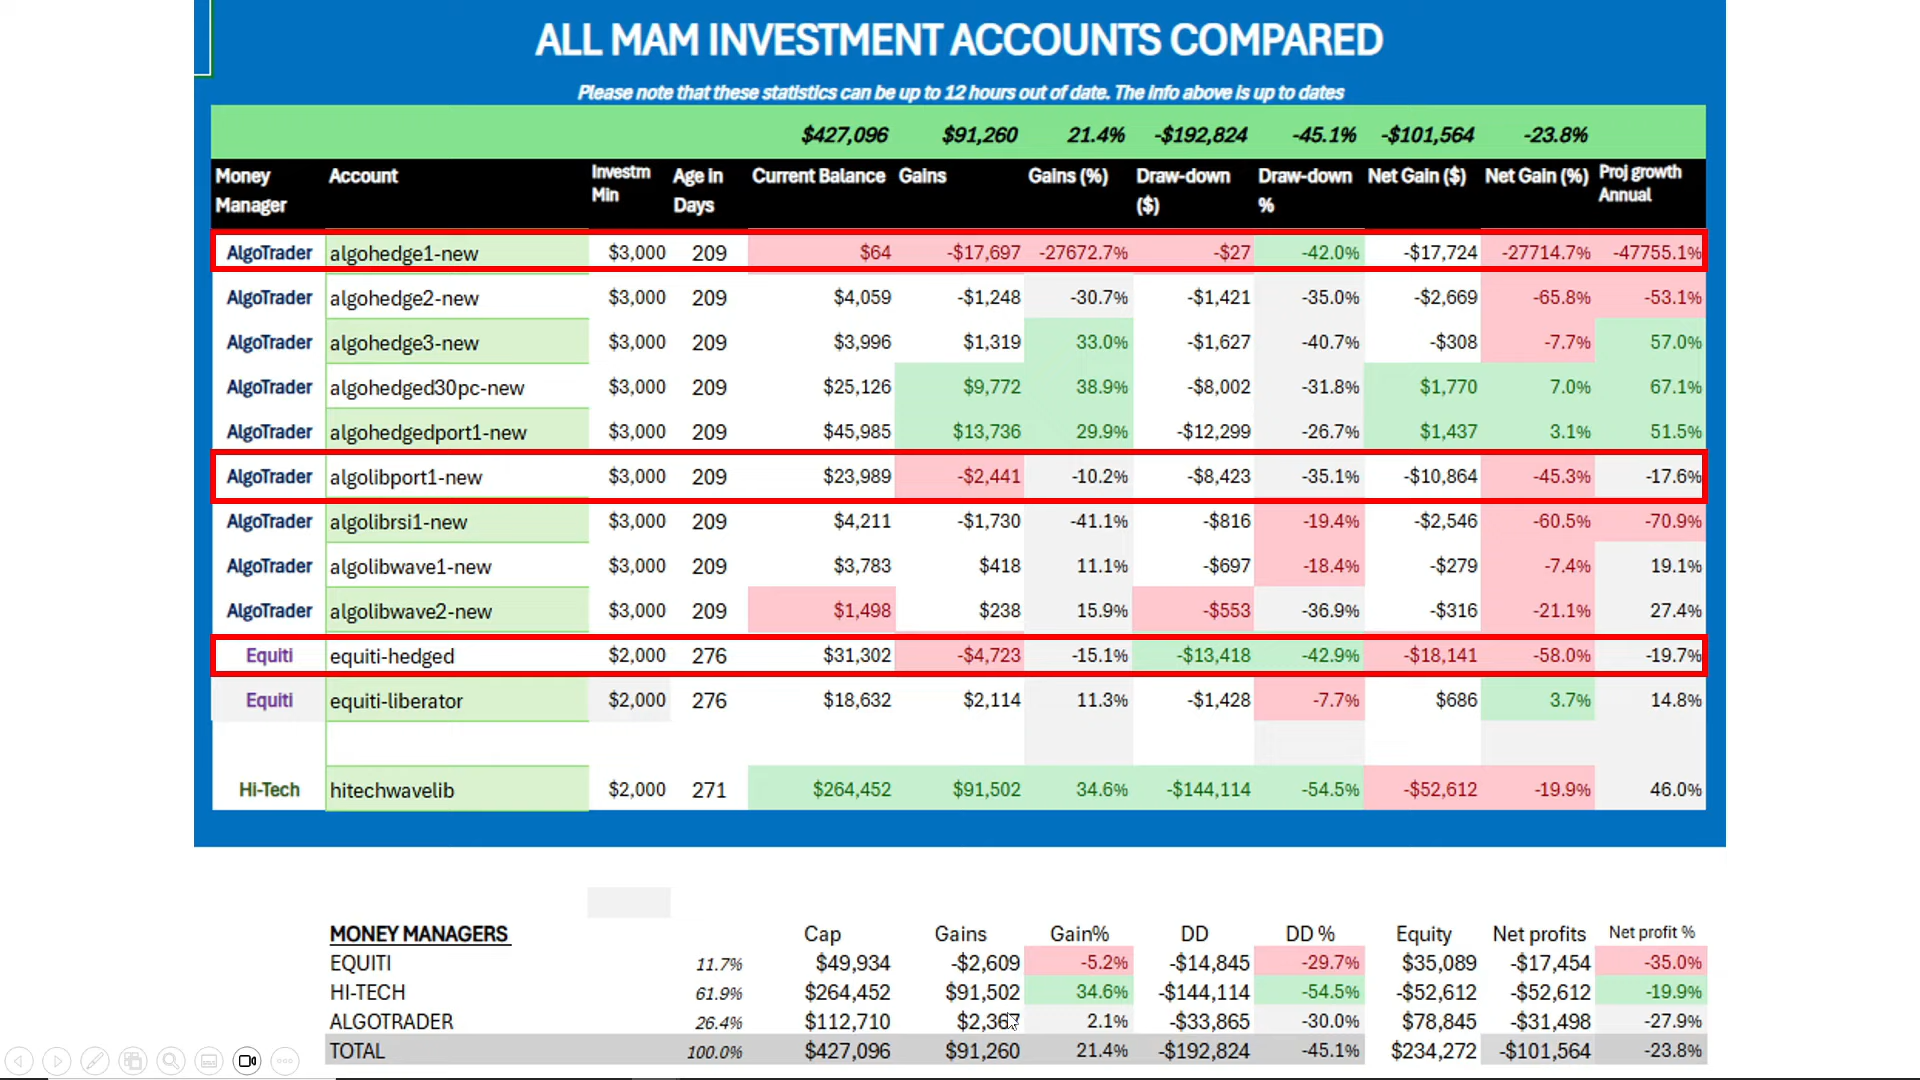 ALL MAM INVESTMENT ACCOUNTS COMPARED
Please note that these statistics can be up to 12 hours out of date. The info above is up to dates
$427,096 $91,260 21.4% -$192,824 -45.1% -$101,564 -23.8%
Money Manager Account Investm Min Age in Days Current Balance Gains Gains (%) Draw-down ($) Draw-down % Net Gain ($) Net Gain (%) Proj growth Annual
AlgoTrader algohedge1-new $3,000 209 $64 -$17,697 -27672.7% -$27 -42.0% -$17,724 -27714.7% -47755.1%
AlgoTrader algohedge2-new $3,000 209 $4,059 -$1,248 -30.7% -$1,421 -35.0% -$2,669 -65.8% -53.1%
AlgoTrader algohedge3-new $3,000 209 $3,996 $1,319 33.0% -$1,627 -40.7% -$308 -7.7% 57.0%
AlgoTrader algohedged30pc-new $3,000 209 $25,126 $9,772 38.9% -$8,002 -31.8% $1,770 7.0% 67.1%
AlgoTrader algohedgedport1-new $3,000 209 $45,985 $13,736 29.9% -$12,299 -26.7% $1,437 3.1% 51.5%
AlgoTrader algolibport1-new $3,000 209 $23,989 -$2,441 -10.2% -$8,423 -35.1% -$10,864 -45.3% -17.6%
AlgoTrader algolibrsi1-new $3,000 209 $4,211 -$1,730 -41.1% -$816 -19.4% -$2,546 -60.5% -70.9%
AlgoTrader algolibwave1-new $3,000 209 $3,783 $418 11.1% -$697 -18.4% -$279 -7.4% 19.1%
AlgoTrader algolibwave2-new $3,000 209 $1,498 $238 15.9% -$553 -36.9% -$316 -21.1% 27.4%
Equiti equiti-hedged $2,000 276 $31,302 -$4,723 -15.1% -$13,418 -42.9% -$18,141 -58.0% -19.7%
Equiti equiti-liberator $2,000 276 $18,632 $2,114 11.3% -$1,428 -7.7% $686 3.7% 14.8%
Hi-Tech hitechwavelib $2,000 271 $264,452 $91,502 34.6% -$144,114 -54.5% -$52,612 -19.9% 46.0%
MONEY MANAGERS Cap Gains Gain% DD DD % Equity Net profits Net profit %
EQUITI 11.7% $49,934 -$2,609 -5.2% -$14,845 -29.7% $35,089 -$17,454 -35.0%
HI-TECH 61.9% $264,452 $91,502 34.6% -$144,114 -54.5% -$52,612 -$52,612 -19.9%
ALGOTRADER 26.4% $112,710 $2,367 2.1% -$33,865 -30.0% $78,845 -$31,498 -27.9%
TOTAL 100.0% $427,096 $91,260 21.4% -$192,824 -45.1% $234,272 -$101,564 -23.8%